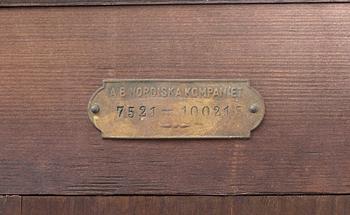 A.B. NORDISKA KOMPANIET
7521 — 100215